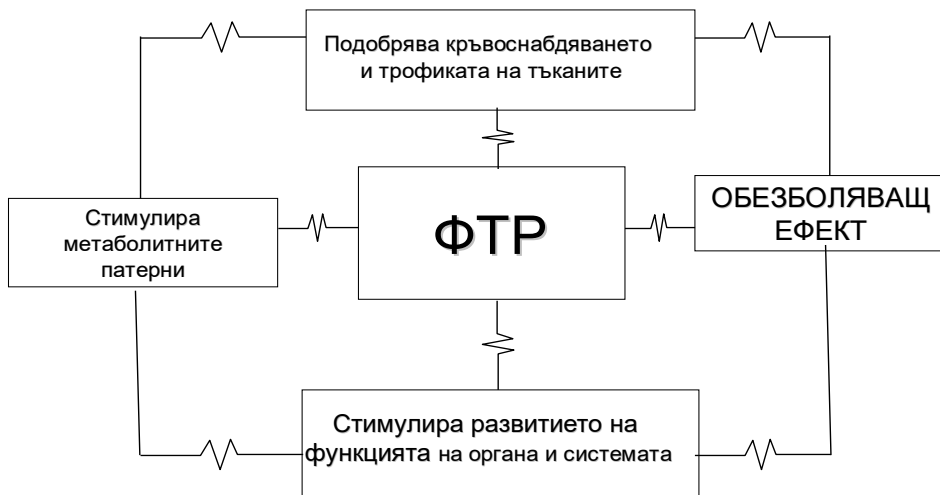 Подобрява кръвоснабдяването
и трофиката на тъканите
Стимулира
метаболитните
патерни
ФТР
ОБЕЗБОЛЯВАЩ
ЕФЕКТ
Стимулира развитието на
функцията на органа и системата